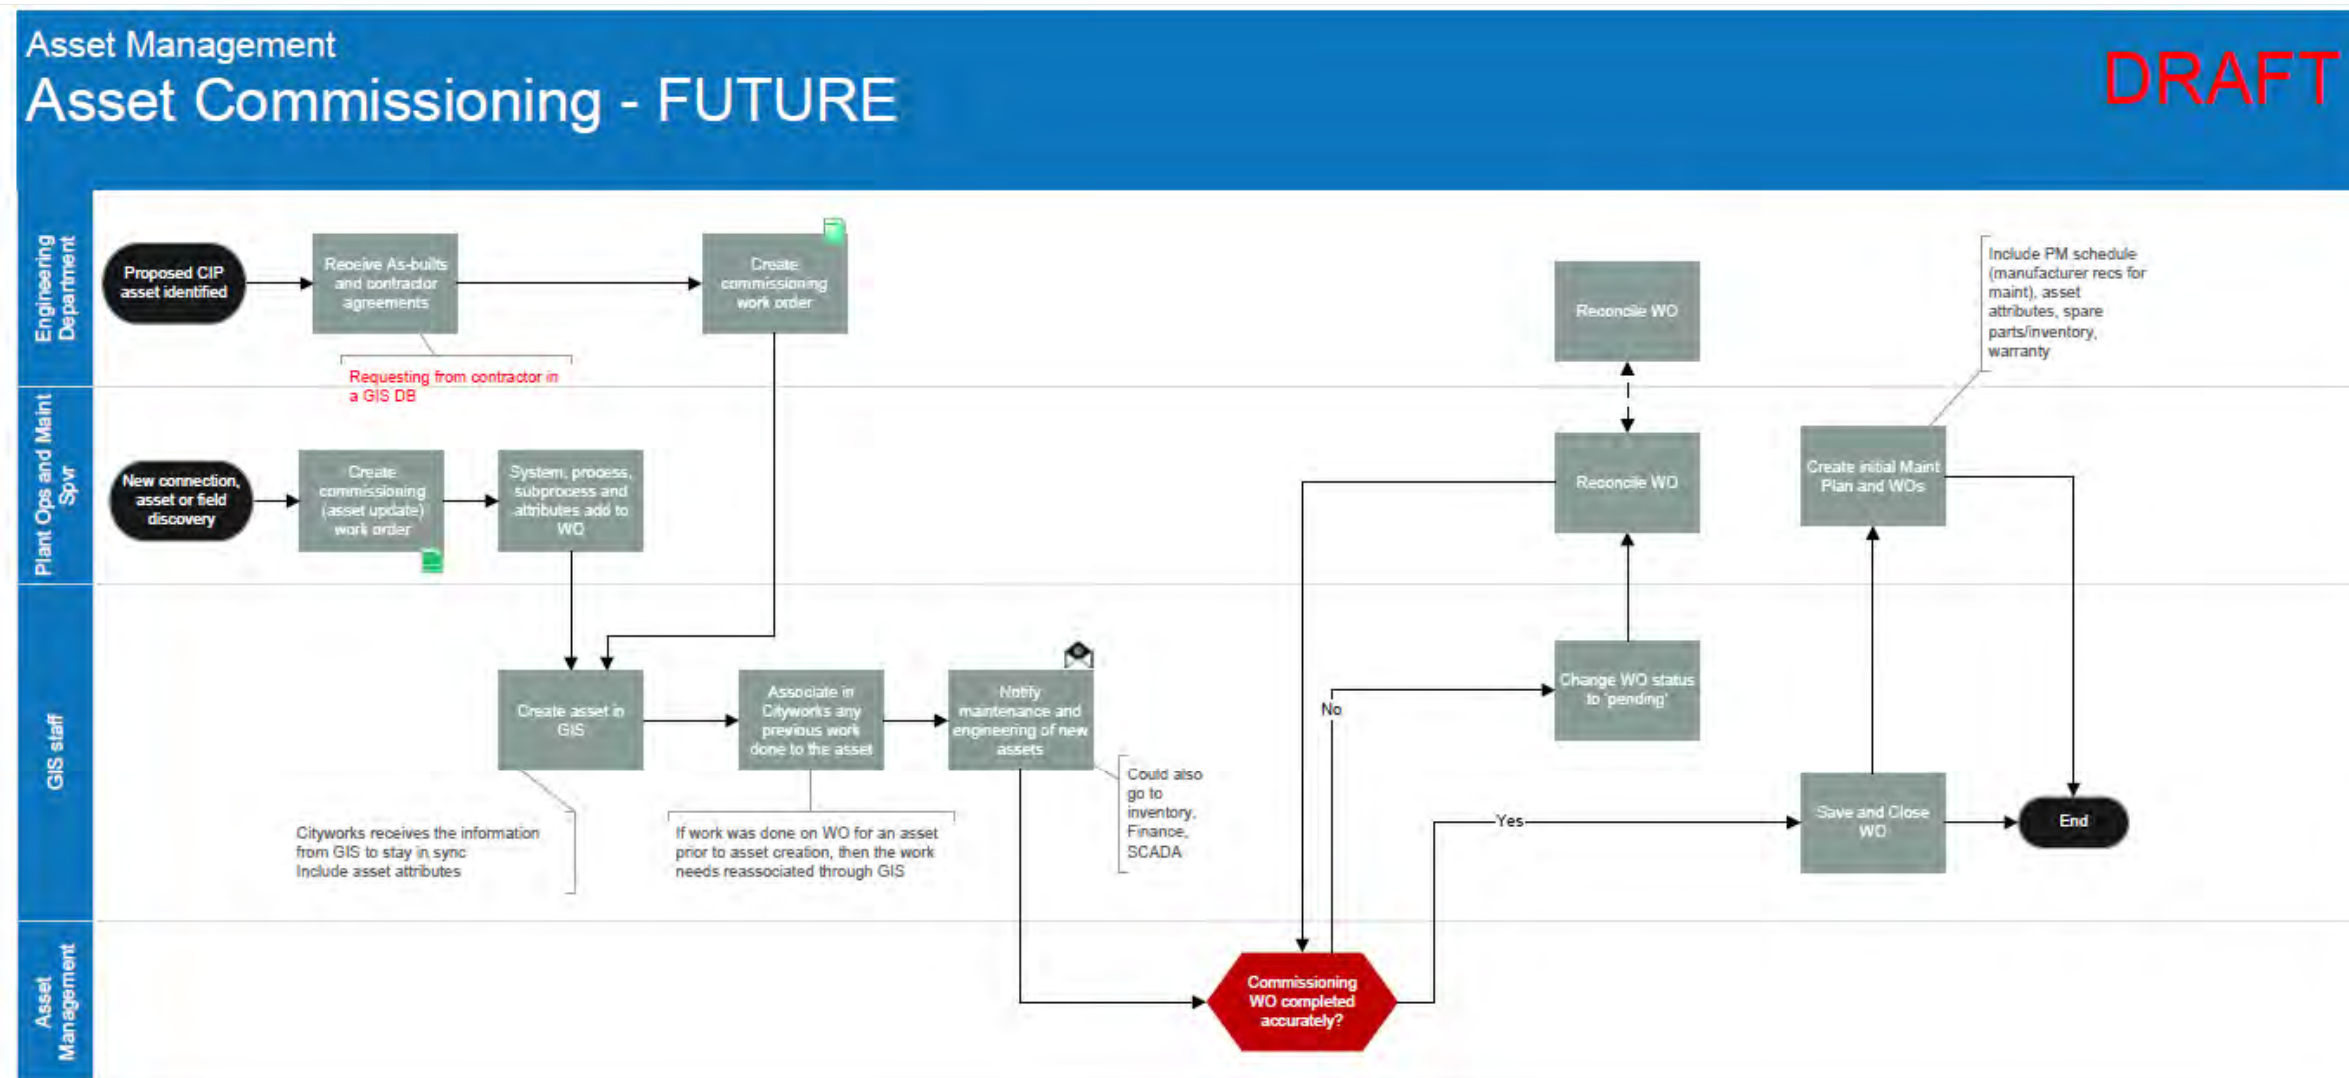 Asset Management
Asset Commissioning - FUTURE
DRAFT
Engineering
Department
Proposed CIP
asset identified
Receive As-builts
and contractor
agreements
Create
commissioning
work order
Requesting from contractor in
a GIS DB
Reconcile WO
Include PM schedule
(manufacturer recs for
maint), asset
attributes, spare
parts/inventory,
warranty
Plant Ops and Maint
Spvr
New connection,
asset or field
discovery
Create
commissioning
(asset update)
work order
System, process,
subprocess and
attributes add to
WO
Reconcile WO
Create initial Maint
Plan and WOs
GIS staff
Create asset in
GIS
Associate in
Cityworks any
previous work
done to the asset
Notify
maintenance and
engineering of new
assets
Change WO status
to 'pending'
No
Cityworks receives the information
from GIS to stay in sync
Include asset attributes
If work was done on WO for an asset
prior to asset creation, then the work
needs reassociated through GIS
Could also
go to
inventory,
Finance,
SCADA
Yes
Save and Close
WO
End
Asset
Management
Commissioning
WO completed
accurately?